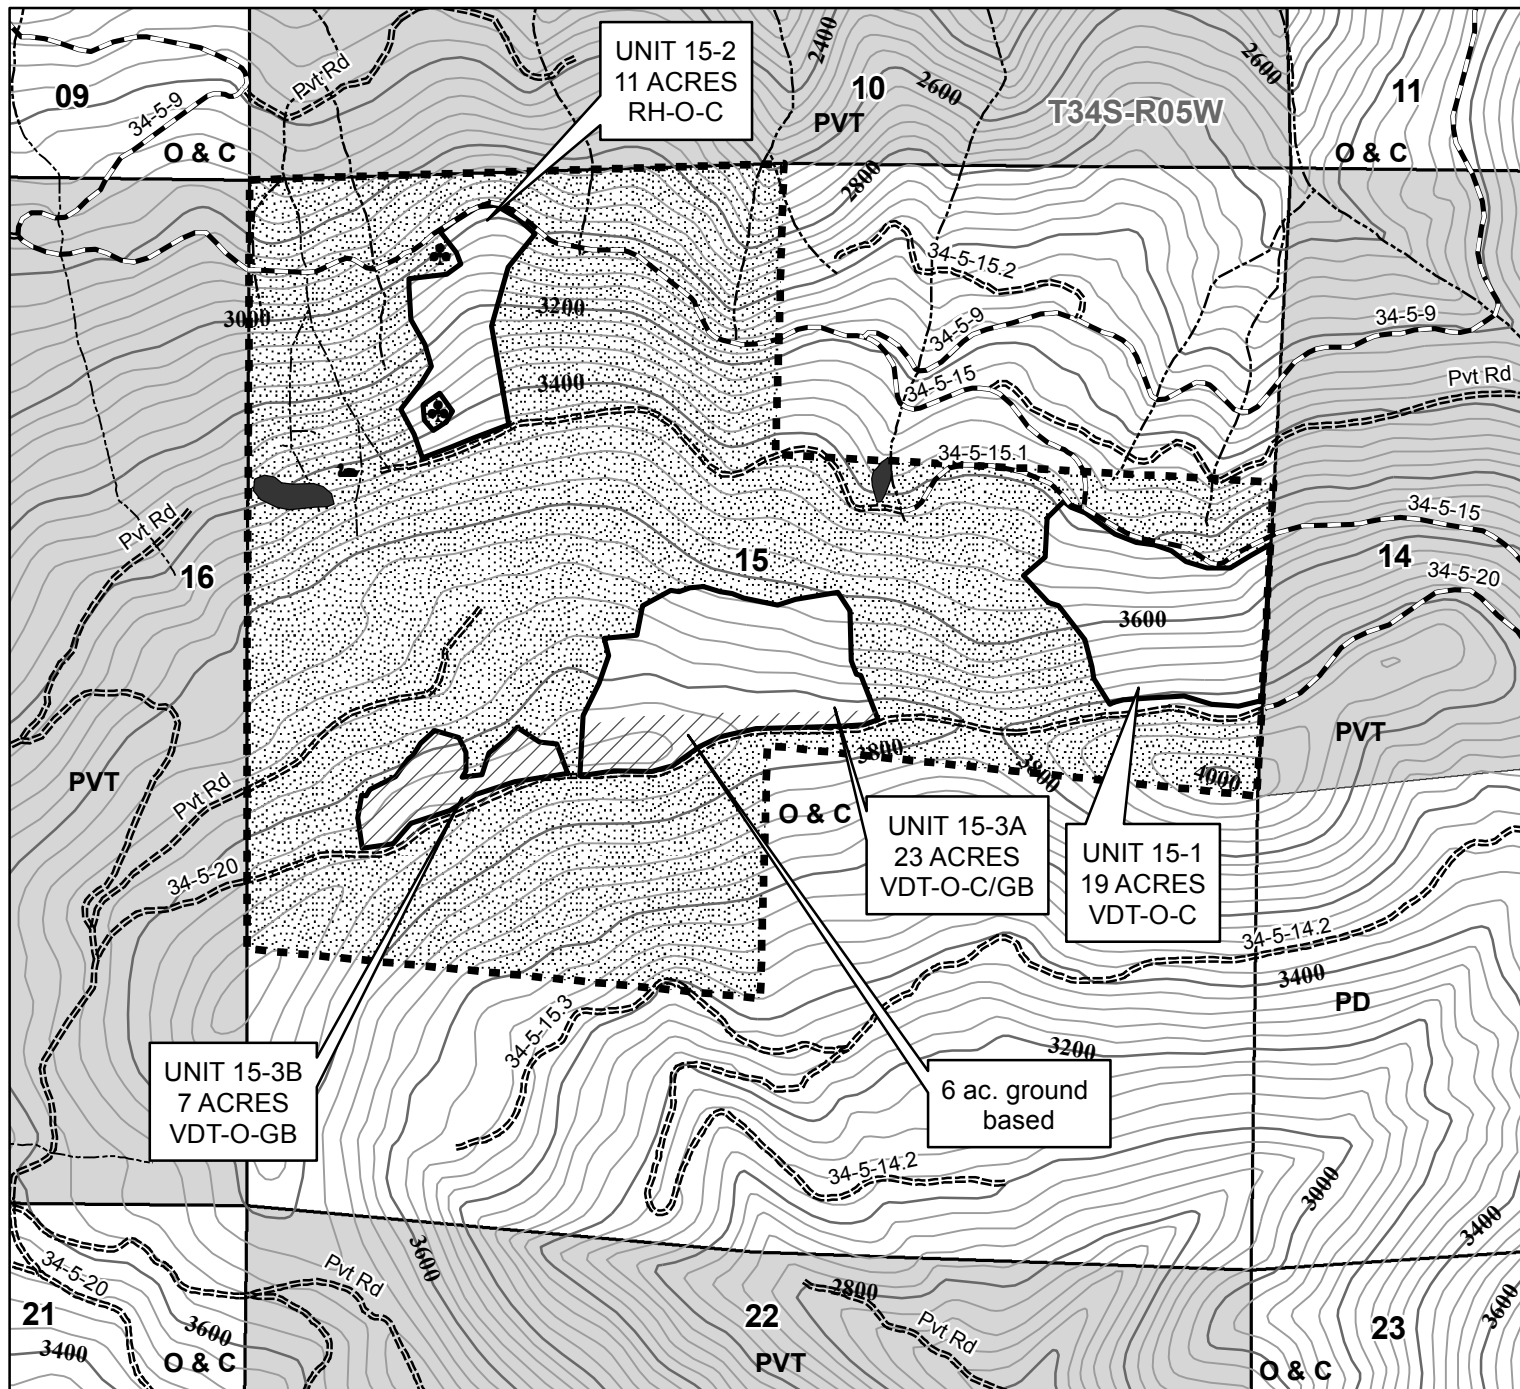 UNIT 15-2
11 ACRES
RH-O-C
2400
2600
10
PVT
2600
T34S-R05W
11
O & C
09
Pvt Rd
34-5-9
O & C
2800
34-5-15.2
34-5-9
34-5-9
3000
3200
3400
34-5-15
Pvt Rd
34-5-15.1
Pvt Rd
16
15
34-5-15
14
34-5-20
3600
PVT
PVT
Pvt Rd
3800
3800
4000
O & C
UNIT 15-3A
23 ACRES
VDT-O-C/GB
UNIT 15-1
19 ACRES
VDT-O-C
34-5-20
34-5-14.2
3400
PD
34-5-15.3
3200
UNIT 15-3B
7 ACRES
VDT-O-GB
6 ac. ground
based
34-5-14.2
3000
3400
3600
34-5-20
Pvt Rd
2800
3600
21
3600
3400
O & C
22
PVT
Pvt Rd
23
O & C